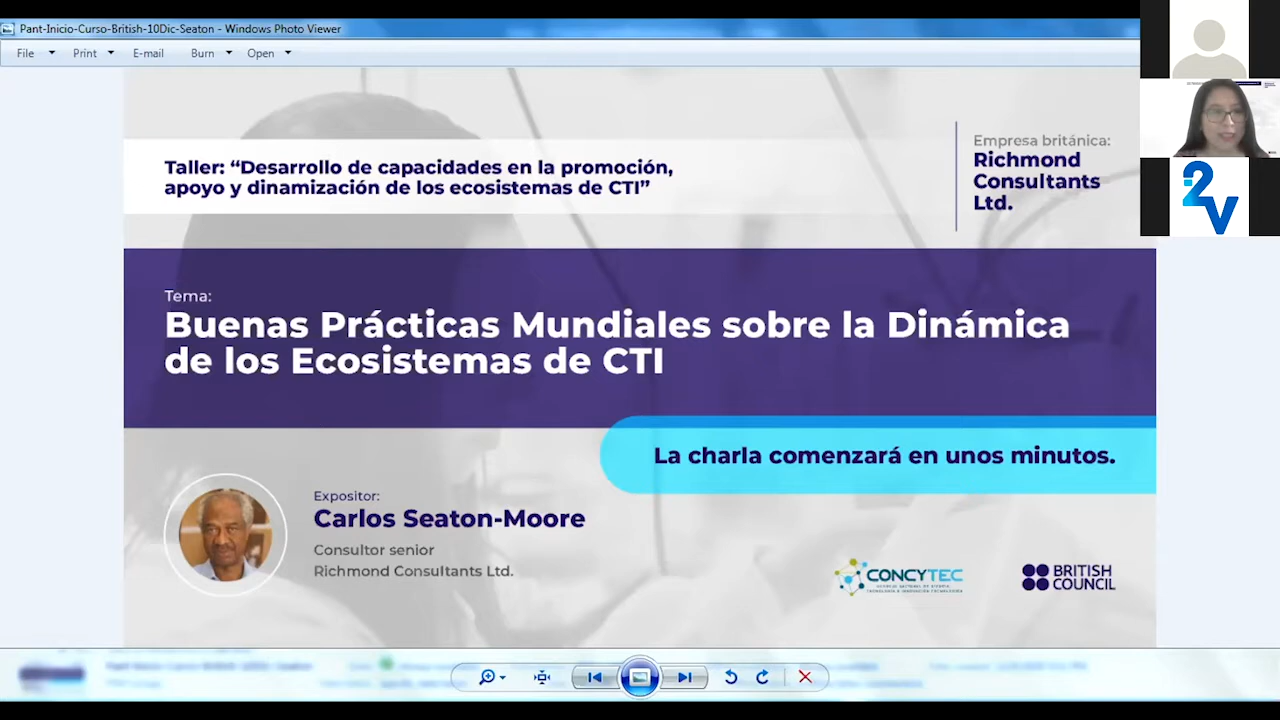 Pant-Inicio-Curso-British-10Dic-Seaton - Windows Photo Viewer
File Print E-mail Burn Open
Taller: “Desarrollo de capacidades en la promoción,
apoyo y dinamización de los ecosistemas de CTI”
Empresa británica:
Richmond
Consultants
Ltd.
2V
Tema:
Buenas Prácticas Mundiales sobre la Dinámica
de los Ecosistemas de CTI
La charla comenzará en unos minutos.
Expositor:
Carlos Seaton-Moore
Consultor senior
Richmond Consultants Ltd.
CONCYTEC
BRITISH
COUNCIL